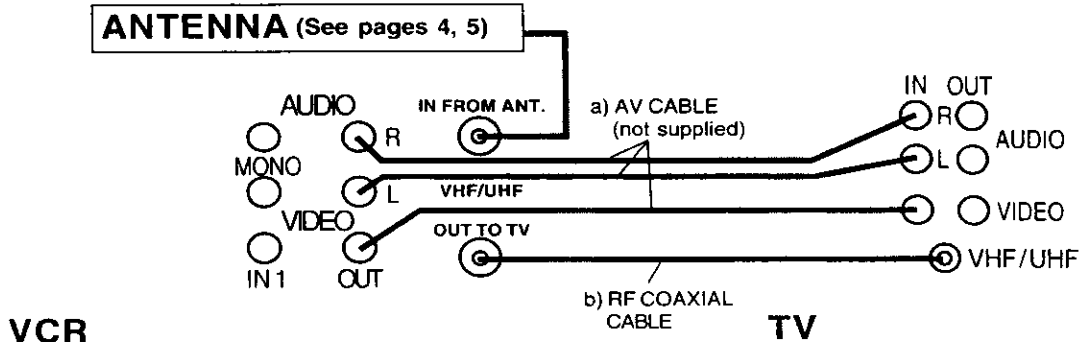 ANTENNA (See pages 4, 5)
IN OUT
AUDIO
IN FROM ANT.
a) AV CABLE
(not supplied)
R
R
AUDIO
MONO
L
L
VHF/UHF
VIDEO
VIDEO
OUT TO TV
VHF/UHF
IN 1
OUT
b) RF COAXIAL
CABLE
VCR
TV